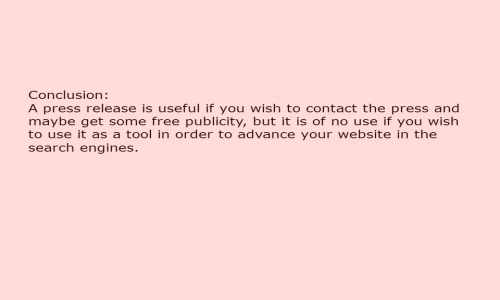 Conclusion:
A press release is useful if you wish to contact the press and
maybe get some free publicity, but it is of no use if you wish
to use it as a tool in order to advance your website in the
search engines.